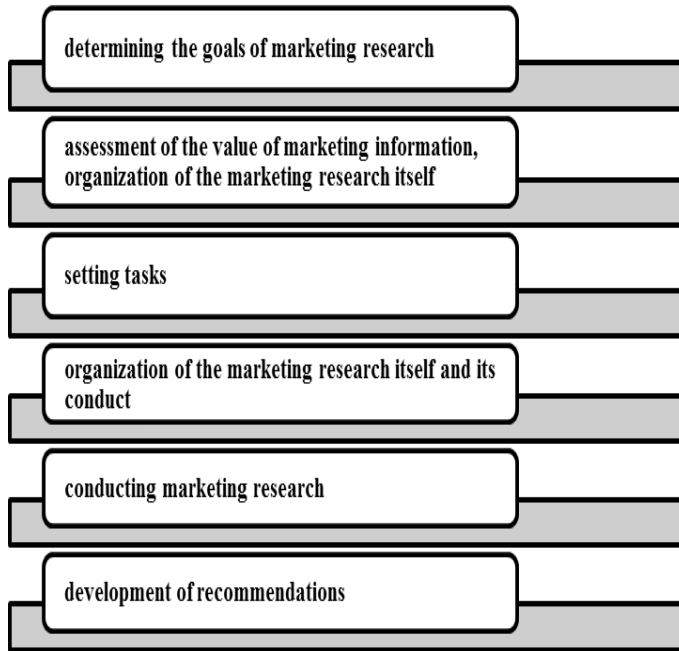 determining the goals of marketing research
assessment of the value of marketing information,
organization of the marketing research itself
setting tasks
organization of the marketing research itself and its
conduct
conducting marketing research
development of recommendations